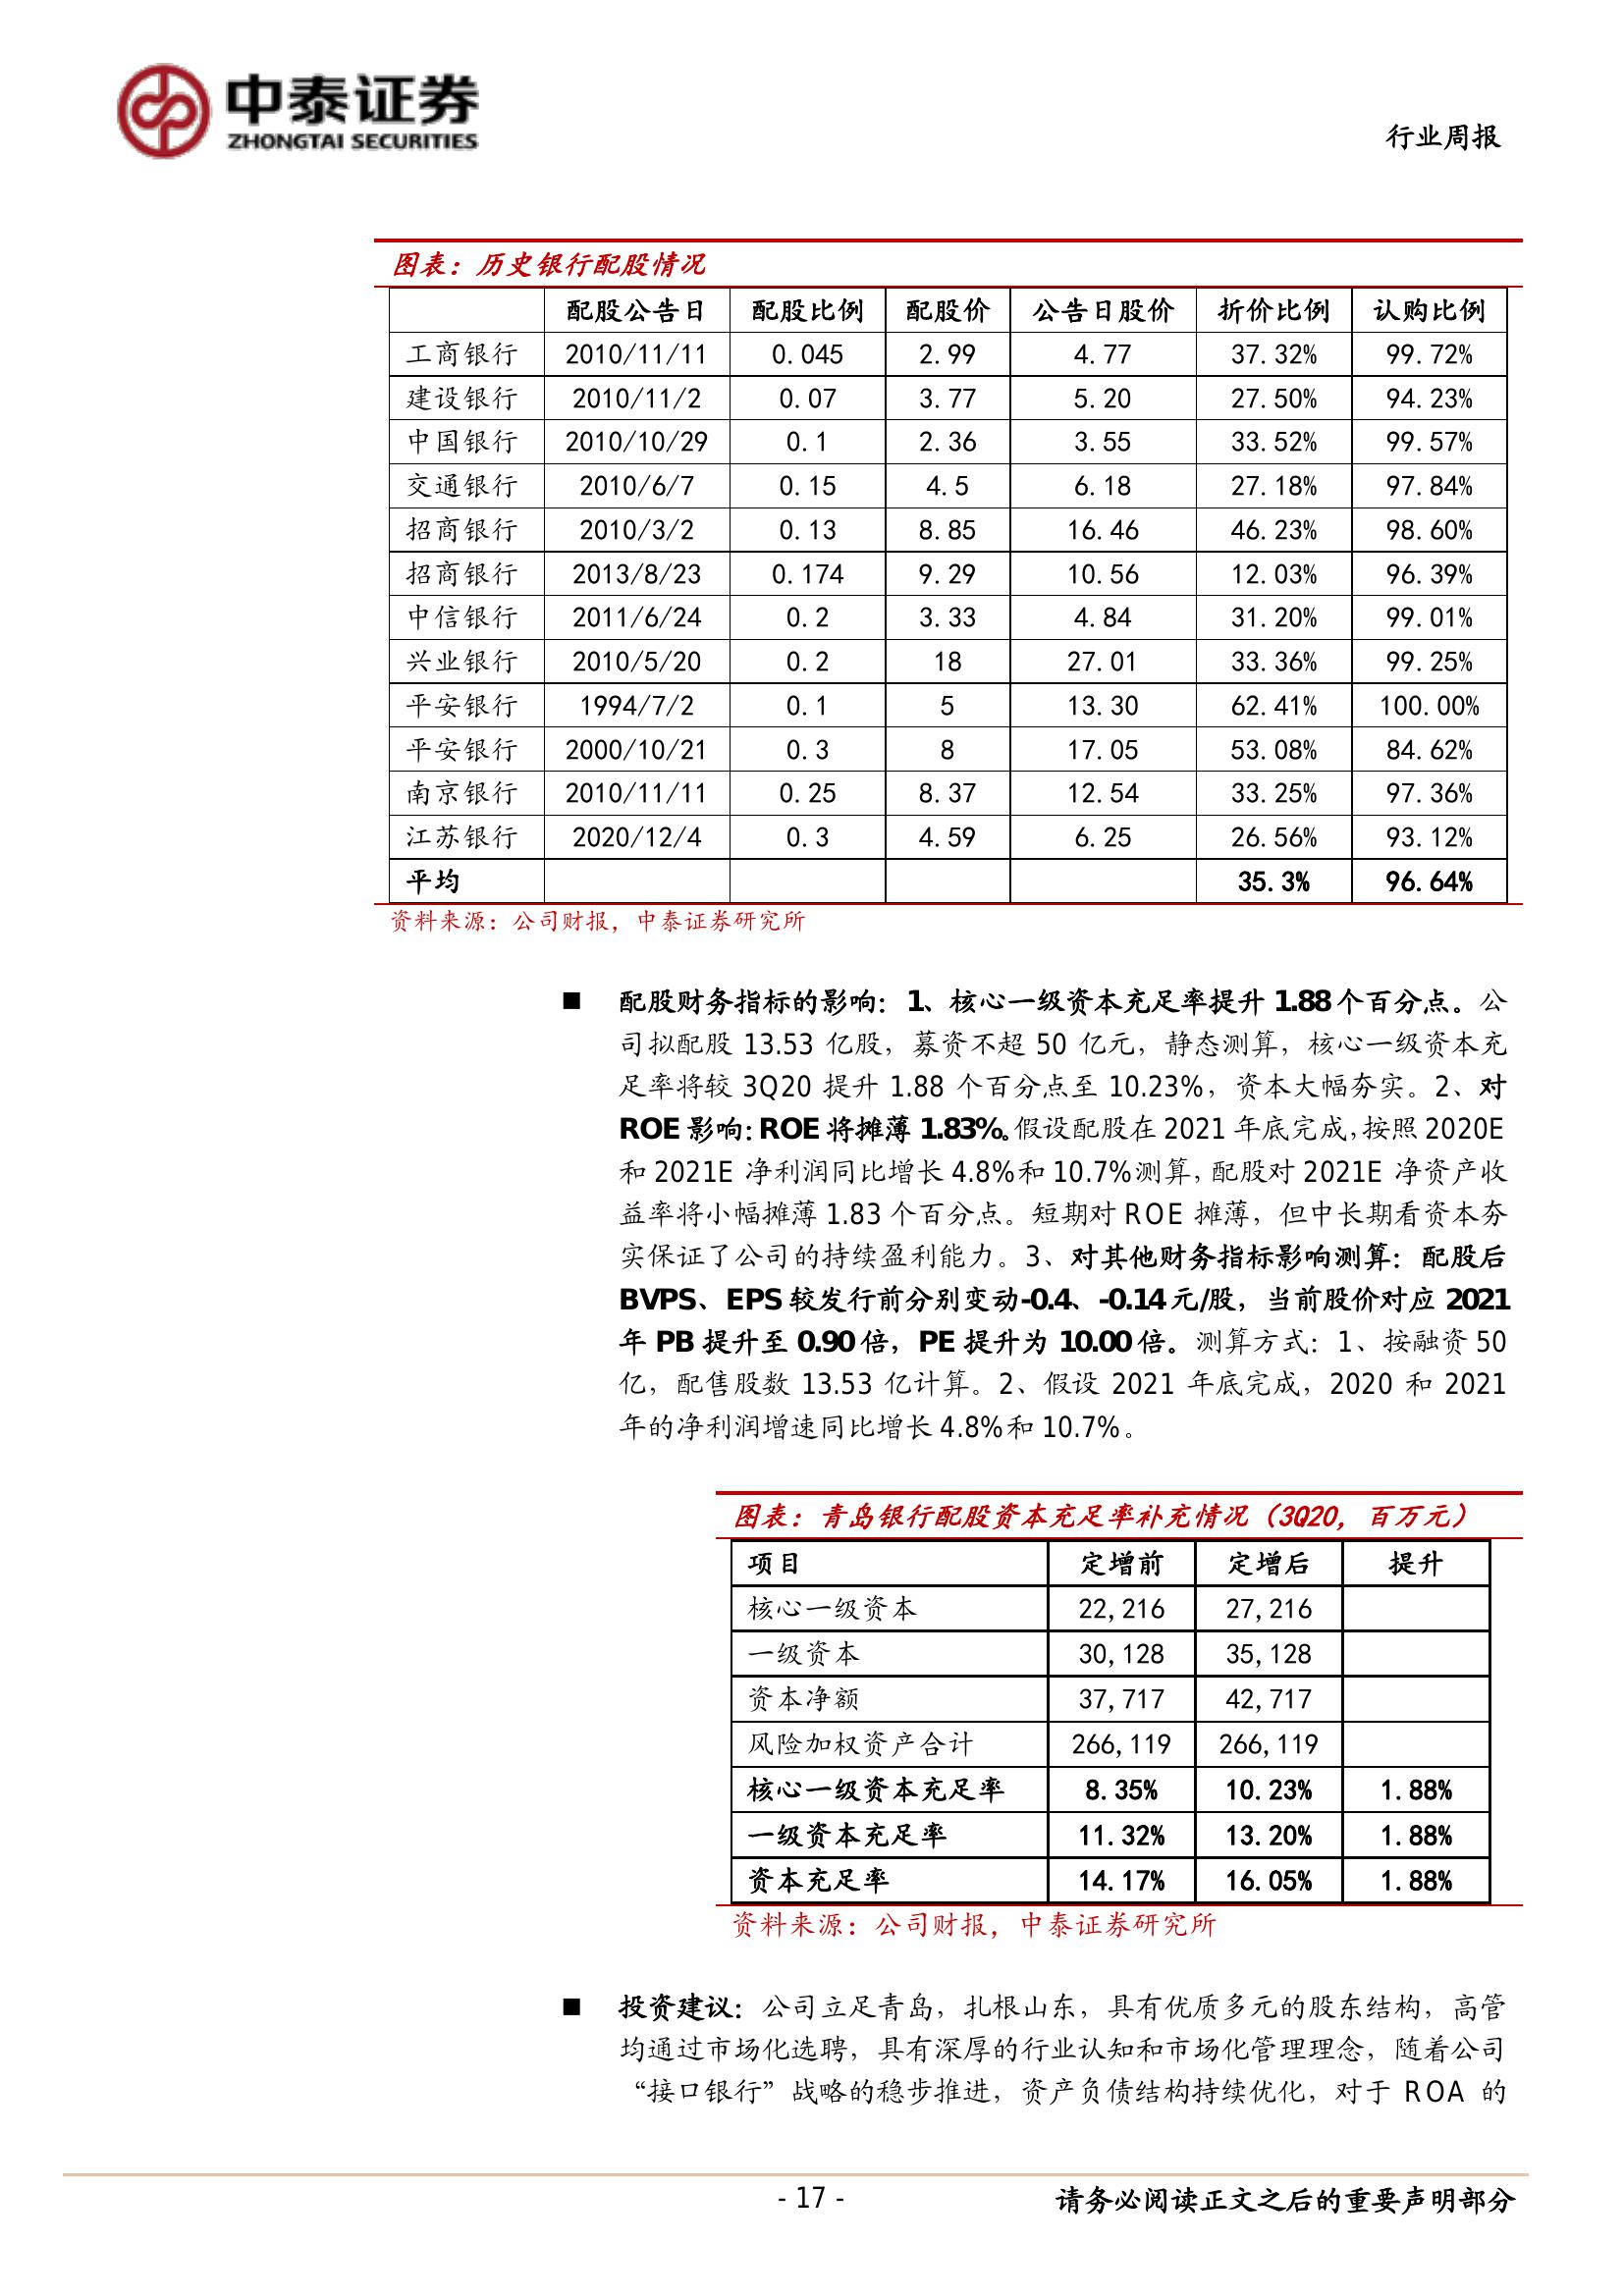 中泰证券
ZHONGTAI SECURITIES
行业周报
图表：历史银行配股情况
配股公告日 配股比例 配股价 公告日股价 折价比例 认购比例
工商银行 2010/11/11 0.045 2.99 4.77 37.32% 99.72%
建设银行 2010/11/2 0.07 3.77 5.20 27.50% 94.23%
中国银行 2010/10/29 0.1 2.36 3.55 33.52% 99.57%
交通银行 2010/6/7 0.15 4.5 6.18 27.18% 97.84%
招商银行 2010/3/2 0.13 8.85 16.46 46.23% 98.60%
招商银行 2013/8/23 0.174 9.29 10.56 12.03% 96.39%
中信银行 2011/6/24 0.2 3.33 4.84 31.20% 99.01%
兴业银行 2010/5/20 0.2 18 27.01 33.36% 99.25%
平安银行 1994/7/2 0.1 5 13.30 62.41% 100.00%
平安银行 2000/10/21 0.3 8 17.05 53.08% 84.62%
南京银行 2010/11/11 0.25 8.37 12.54 33.25% 97.36%
江苏银行 2020/12/4 0.3 4.59 6.25 26.56% 93.12%
平均 35.3% 96.64%
资料来源：公司财报，中泰证券研究所
■ 配股财务指标的影响：1、核心一级资本充足率提升 1.88 个百分点。公
司拟配股 13.53 亿股，募资不超 50 亿元，静态测算，核心一级资本充
足率将较 3Q20 提升 1.88 个百分点至 10.23%，资本大幅夯实。2、对
ROE 影响：ROE 将摊薄 1.83%。假设配股在 2021 年底完成，按照 2020E
和 2021E 净利润同比增长 4.8%和 10.7%测算，配股对 2021E 净资产收
益率将小幅摊薄 1.83 个百分点。短期对 ROE 摊薄，但中长期看资本夯
实保证了公司的持续盈利能力。3、对其他财务指标影响测算：配股后
BVPS、EPS 较发行前分别变动-0.4、-0.14 元/股，当前股价对应 2021
年 PB 提升至 0.90 倍，PE 提升为 10.00 倍。测算方式：1、按融资 50
亿，配售股数 13.53 亿计算。2、假设 2021 年底完成，2020 和 2021
年的净利润增速同比增长 4.8%和 10.7%。
图表：青岛银行配股资本充足率补充情况（3Q20，百万元）
项目 定增前 定增后 提升
核心一级资本 22,216 27,216
一级资本 30,128 35,128
资本净额 37,717 42,717
风险加权资产合计 266,119 266,119
核心一级资本充足率 8.35% 10.23% 1.88%
一级资本充足率 11.32% 13.20% 1.88%
资本充足率 14.17% 16.05% 1.88%
资料来源：公司财报，中泰证券研究所
■ 投资建议：公司立足青岛，扎根山东，具有优质多元的股东结构，高管
均通过市场化选聘，具有深厚的行业认知和市场化管理理念，随着公司
“接口银行”战略的稳步推进，资产负债结构持续优化，对于 ROA 的
- 17 -
请务必阅读正文之后的重要声明部分